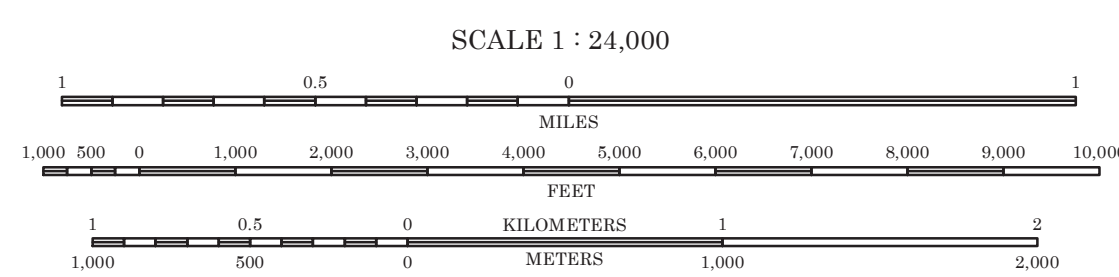 SCALE 1 : 24,000
1 0.5 0 1
MILES
1,000 500 0 1,000 2,000 3,000 4,000 5,000 6,000 7,000 8,000 9,000 10,000
FEET
1 0.5 0 KILOMETERS 1 2
1,000 500 0 METERS 1,000 2,000